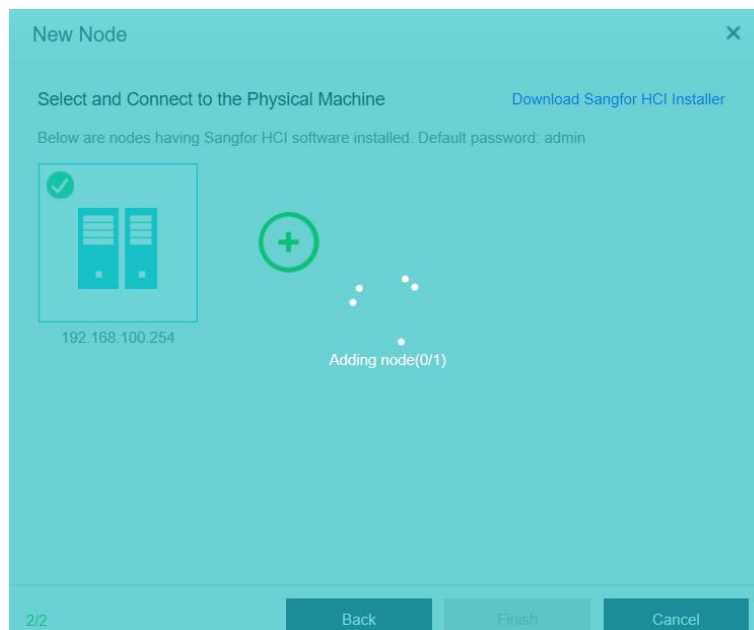 New Node
Select and Connect to the Physical Machine Download Sangfor HCI Installer
Below are nodes having Sangfor HCI software installed. Default password: admin
192.168.100.254
Adding node(0/1)
2/2 Back Finish Cancel